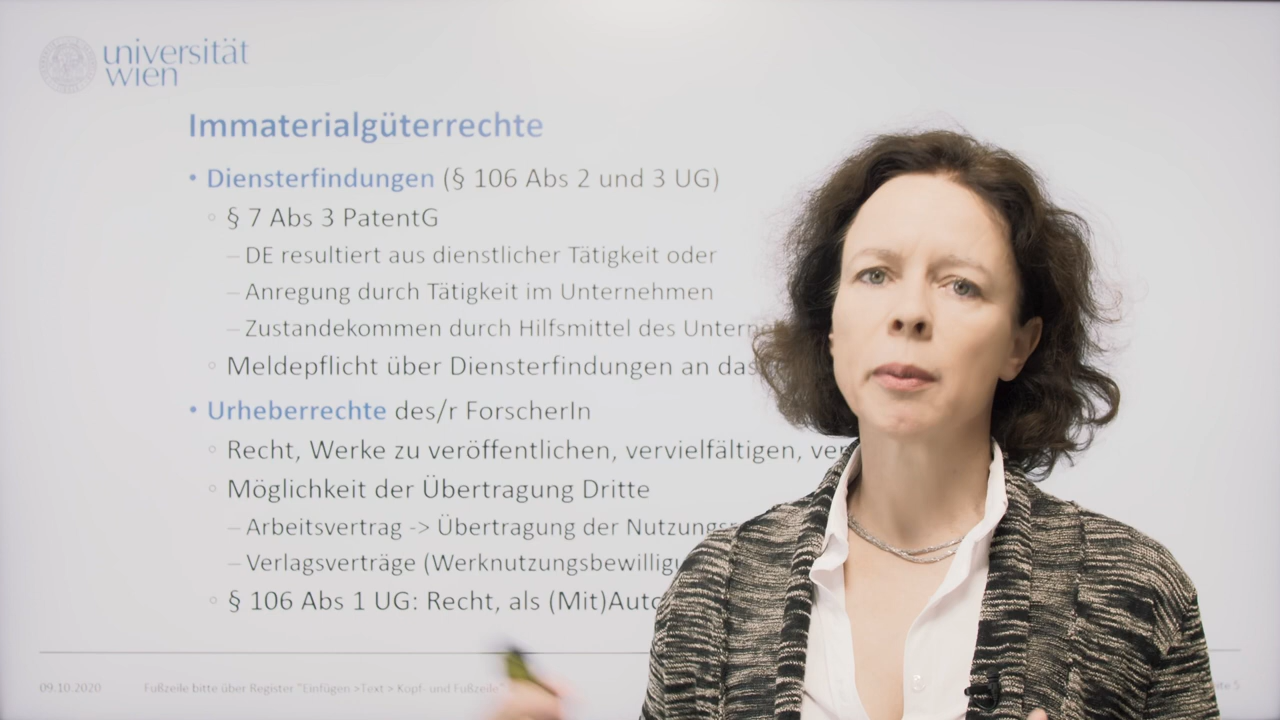 universität
wien
Immaterialgüterrechte
• Diensterfindungen (§ 106 Abs 2 und 3 UG)
◦ § 7 Abs 3 PatentG
– DE resultiert aus dienstlicher Tätigkeit oder
– Anregung durch Tätigkeit im Unternehmen
– Zustandekommen durch Hilfsmittel des
◦ Meldepflicht über Diensterfindungen an das
• Urheberrechte des/r ForscherIn
◦ Recht, Werke zu veröffentlichen, vervielfältigen,
◦ Möglichkeit der Übertragung Dritte
– Arbeitsvertrag -> Übertragung der
– Verlagsverträge
◦ § 106 Abs 1 UG: Recht, als
09.10.2020 Fußzeile bitte über Register "Einfügen >Text > Kopf- und Fußzeile" 5